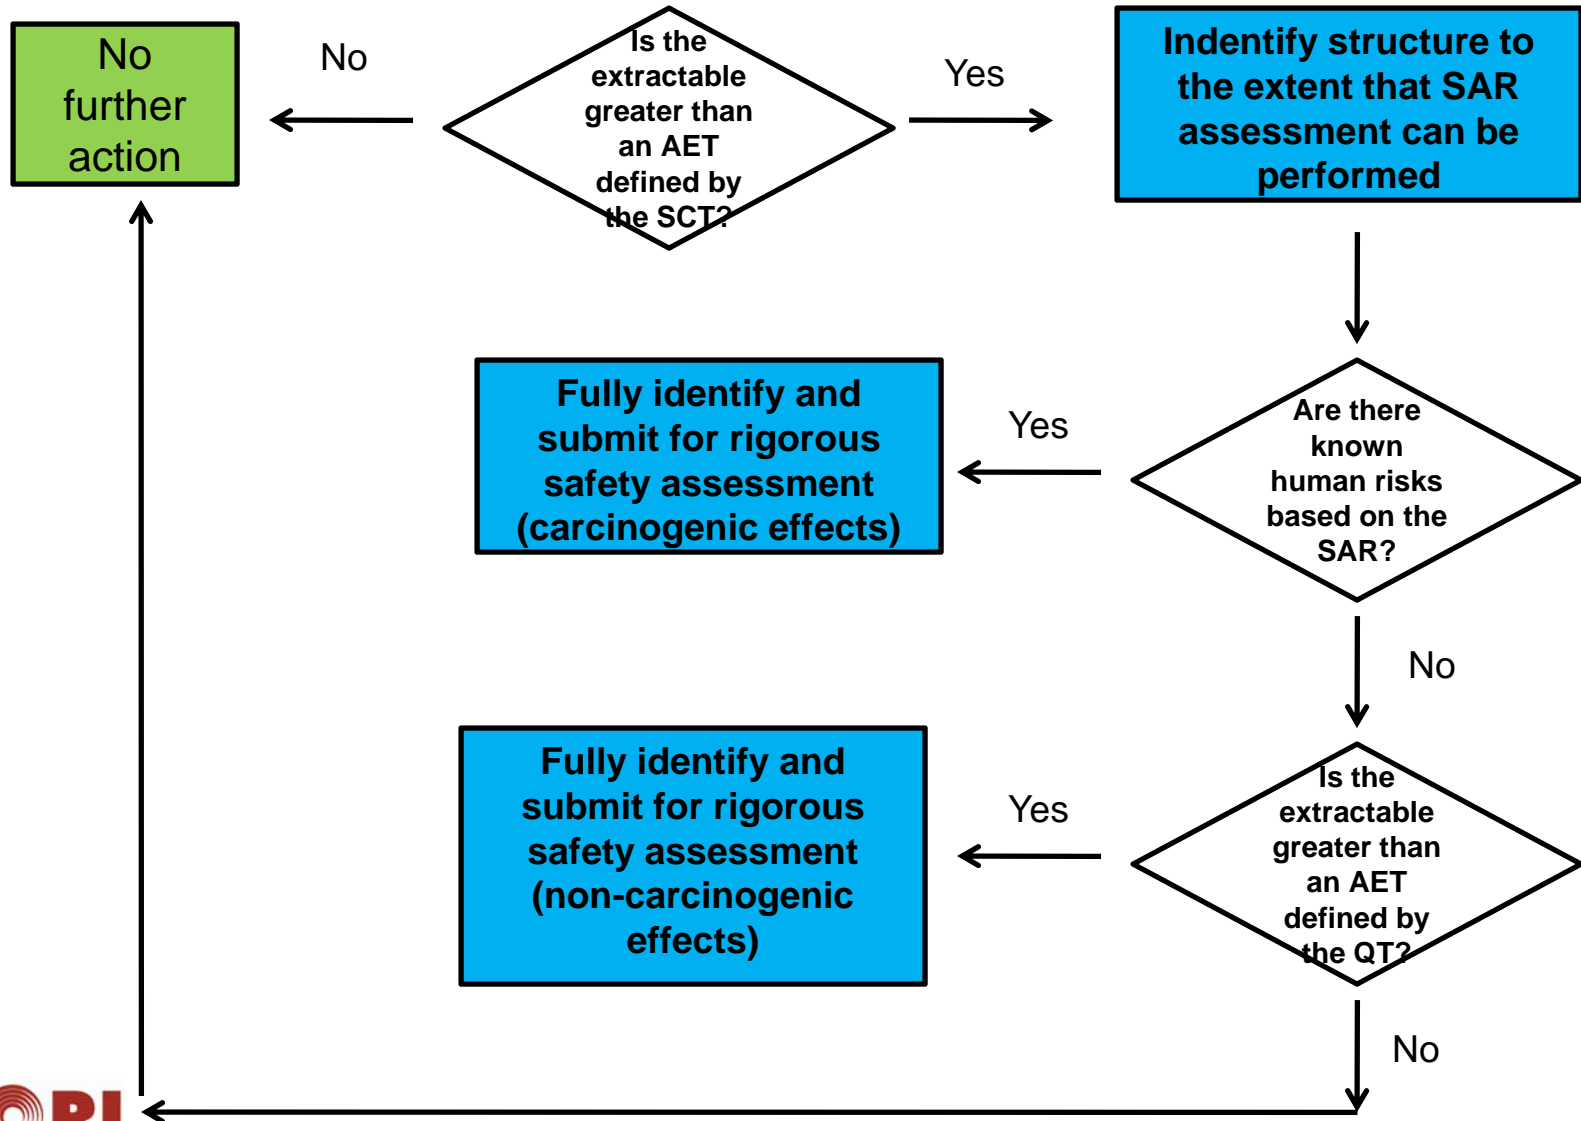 No
further
action
No
Is the
extractable
greater than
an AET
defined by
the SCT?
Yes
Indentify structure to
the extent that SAR
assessment can be
performed
Fully identify and
submit for rigorous
safety assessment
(carcinogenic effects)
Yes
Are there
known
human risks
based on the
SAR?
No
Fully identify and
submit for rigorous
safety assessment
(non-carcinogenic
effects)
Yes
Is the
extractable
greater than
an AET
defined by
the QT?
No